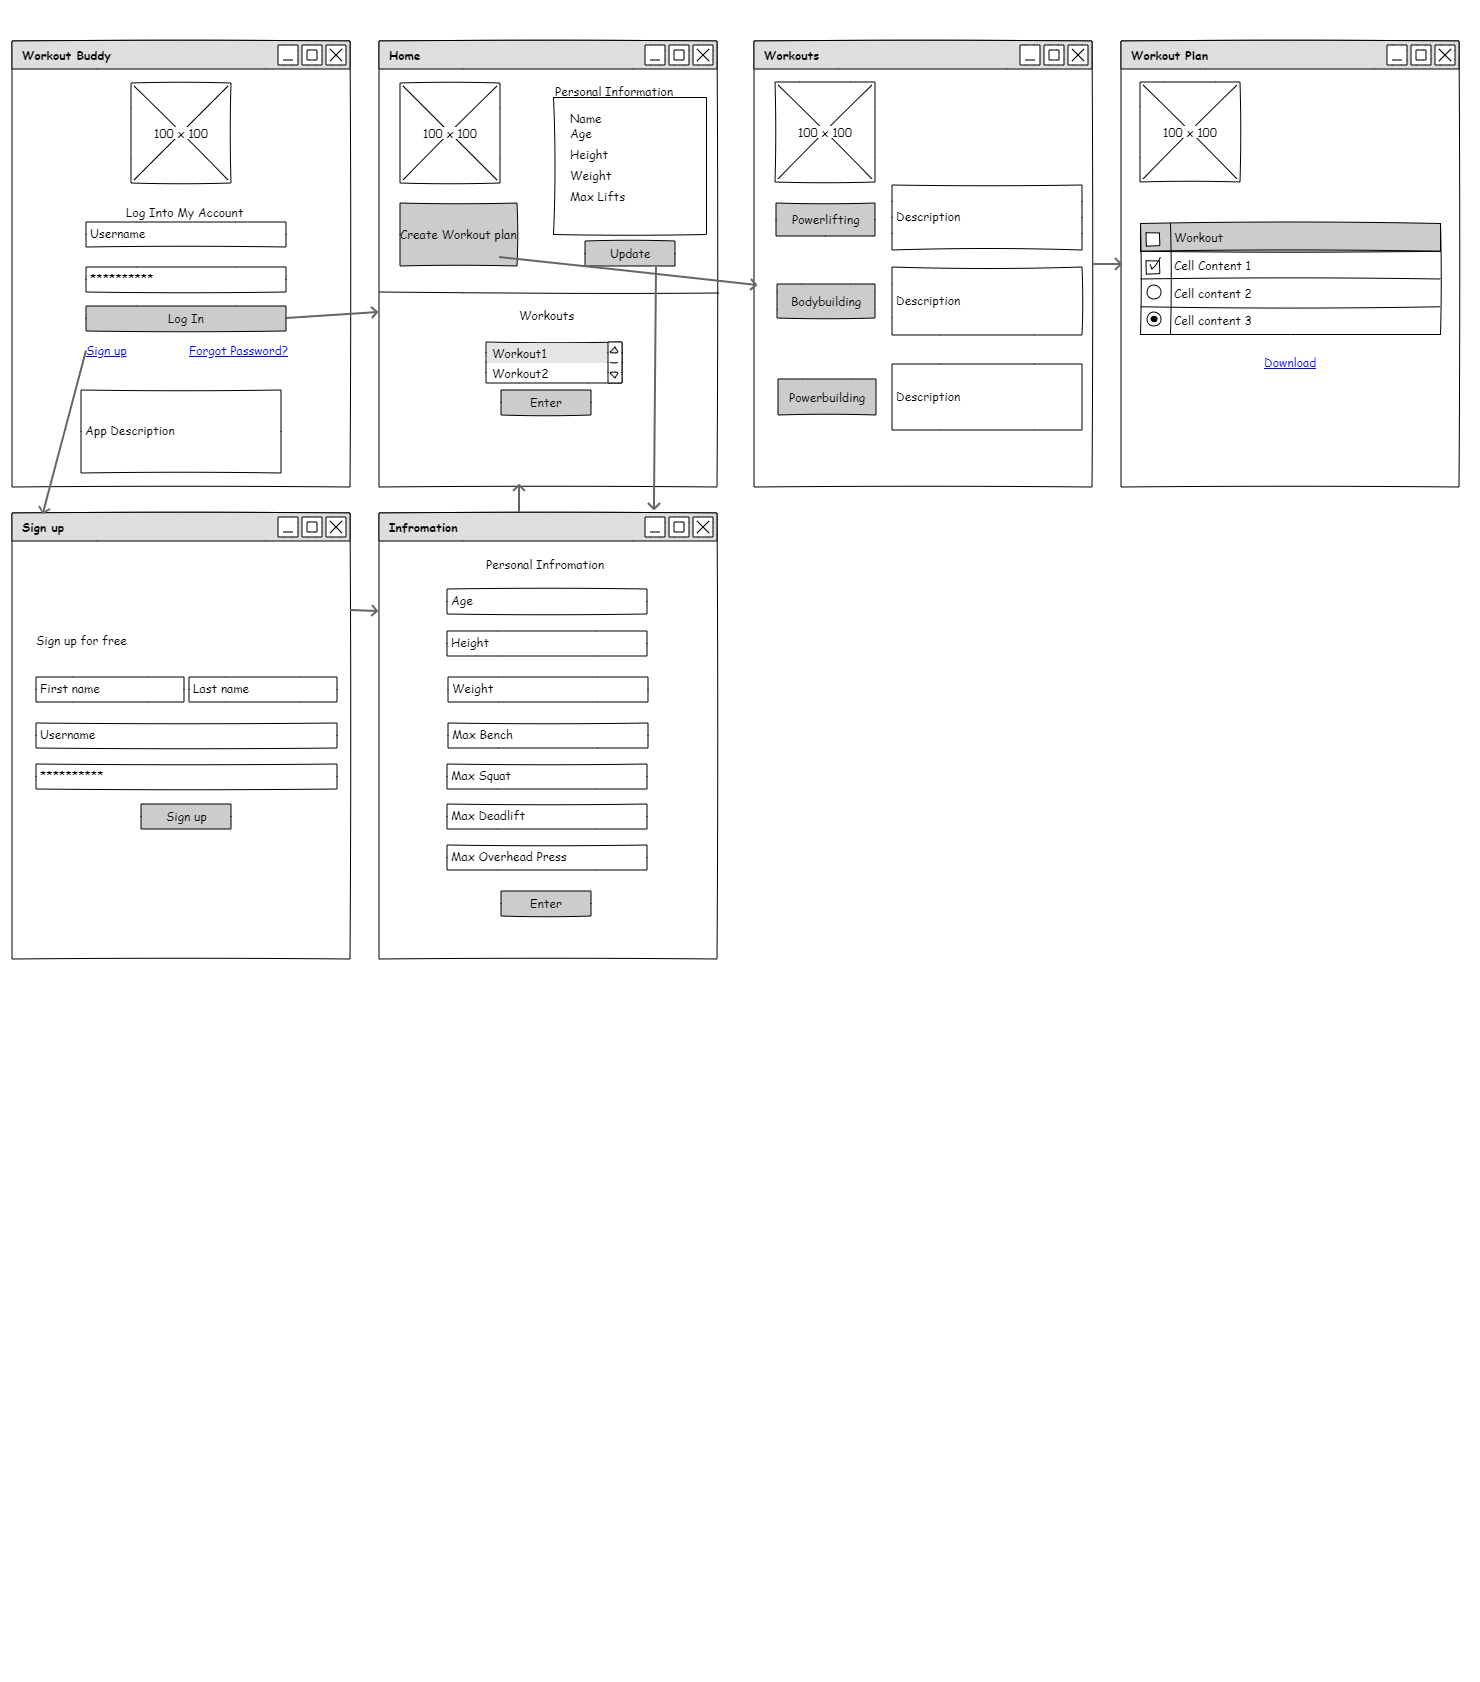 Workout Buddy
100 x 100
Log Into My Account
Username
**********
Log In
Sign up
Forgot Password?
App Description
Home
100 x 100
Personal Information
Name
Age
Height
Weight
Max Lifts
Create Workout plan
Update
Workouts
Workout1
Workout2
Enter
Workouts
100 x 100
Powerlifting
Description
Bodybuilding
Description
Powerbuilding
Description
Workout Plan
100 x 100
Workout
Cell Content 1
Cell content 2
Cell content 3
Download
Sign up
Sign up for free
First name
Last name
Username
**********
Sign up
Infromation
Personal Infromation
Age
Height
Weight
Max Bench
Max Squat
Max Deadlift
Max Overhead Press
Enter